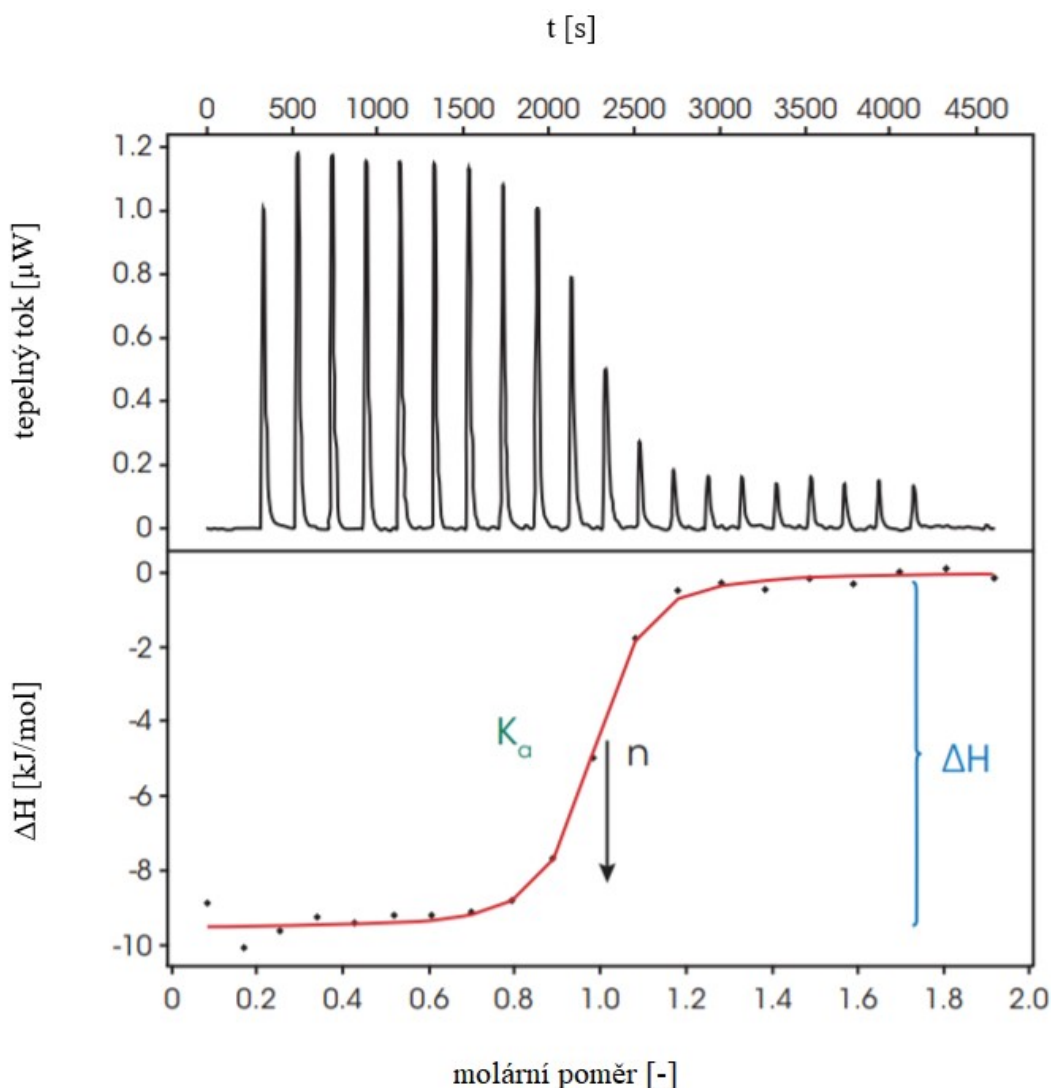 t [s]
0 500 1000 1500 2000 2500 3000 3500 4000 4500
tepelný tok [µW]
1.2
1.0
0.8
0.6
0.4
0.2
0
ΔH [kJ/mol]
0
-2
-4
-6
-8
-10
Ka
n
ΔH
0 0.2 0.4 0.6 0.8 1.0 1.2 1.4 1.6 1.8 2.0
molární poměr [-]